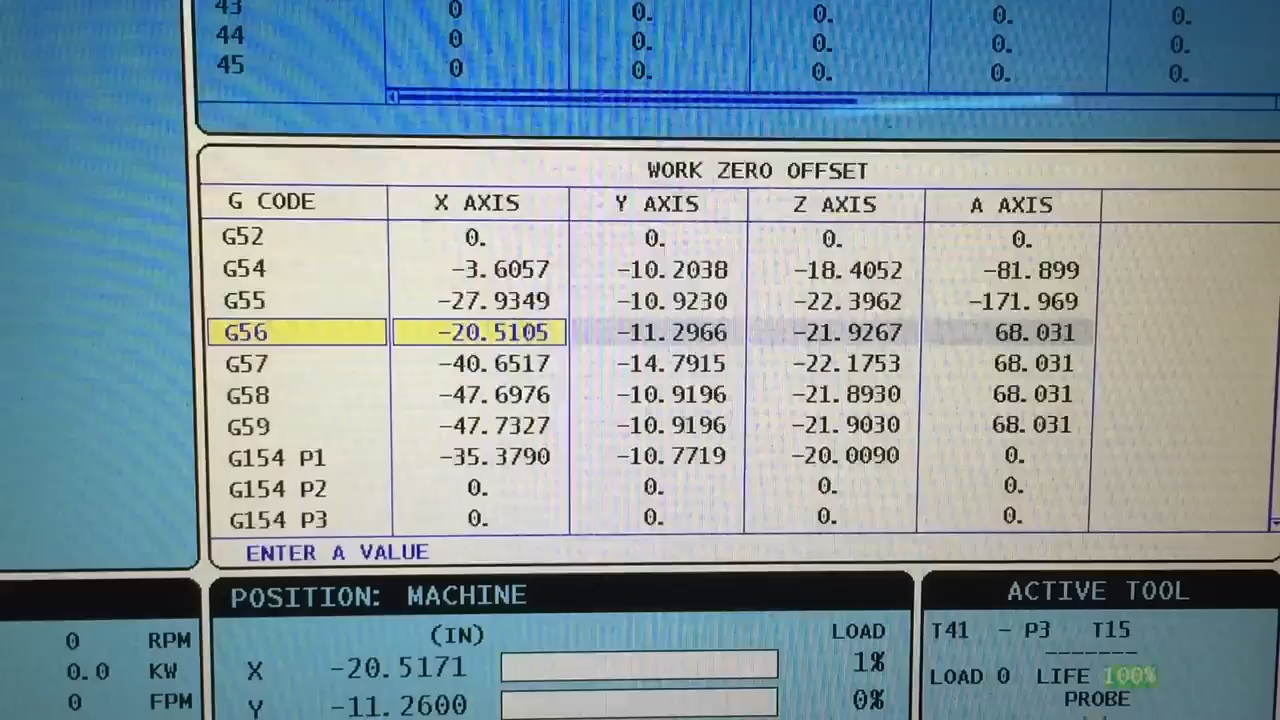 43 0 0. 0. 0. 0.
44 0 0. 0. 0. 0.
45 0 0. 0. 0. 0.
WORK ZERO OFFSET
G CODE X AXIS Y AXIS Z AXIS A AXIS
G52 0. 0. 0. 0.
G54 -3.6057 -10.2038 -18.4052 -81.899
G55 -27.9349 -10.9230 -22.3962 -171.969
G56 -20.5105 -11.2966 -21.9267 68.031
G57 -40.6517 -14.7915 -22.1753 68.031
G58 -47.6976 -10.9196 -21.8930 68.031
G59 -47.7327 -10.9196 -21.9030 68.031
G154 P1 -35.3790 -10.7719 -20.0090 0.
G154 P2 0. 0. 0. 0.
G154 P3 0. 0. 0. 0.
ENTER A VALUE
0 RPM
0.0 KW
0 FPM
POSITION: MACHINE
(IN) LOAD
X -20.5171 1%
Y -11.2600 0%
ACTIVE TOOL
T41 - P3 T15
-------
LOAD 0 LIFE 100%
PROBE